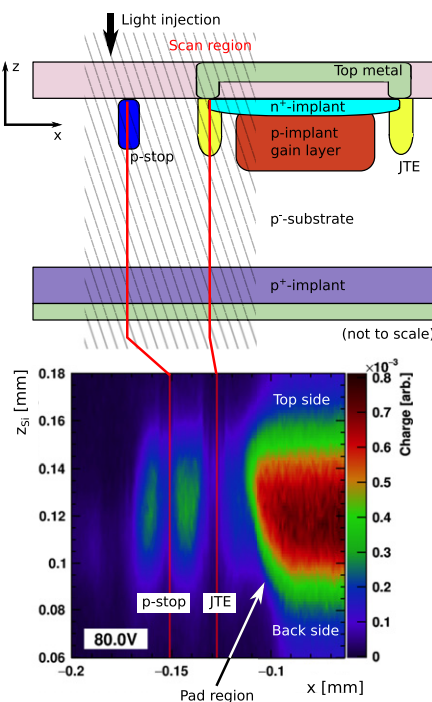 Light injection
Scan region
z
Top metal
n⁺-implant
p-implant
gain layer
x
p-stop
JTE
p⁻-substrate
p⁺-implant
(not to scale)
×10⁻³
0.18
0.16
0.14
0.12
0.1
0.08
0.06
z_Si [mm]
Top side
0.8
0.7
0.6
0.5
0.4
0.3
0.2
0.1
0
Charge [arb.]
p-stop
JTE
80.0V
Back side
−0.2
−0.15
−0.1
x [mm]
Pad region